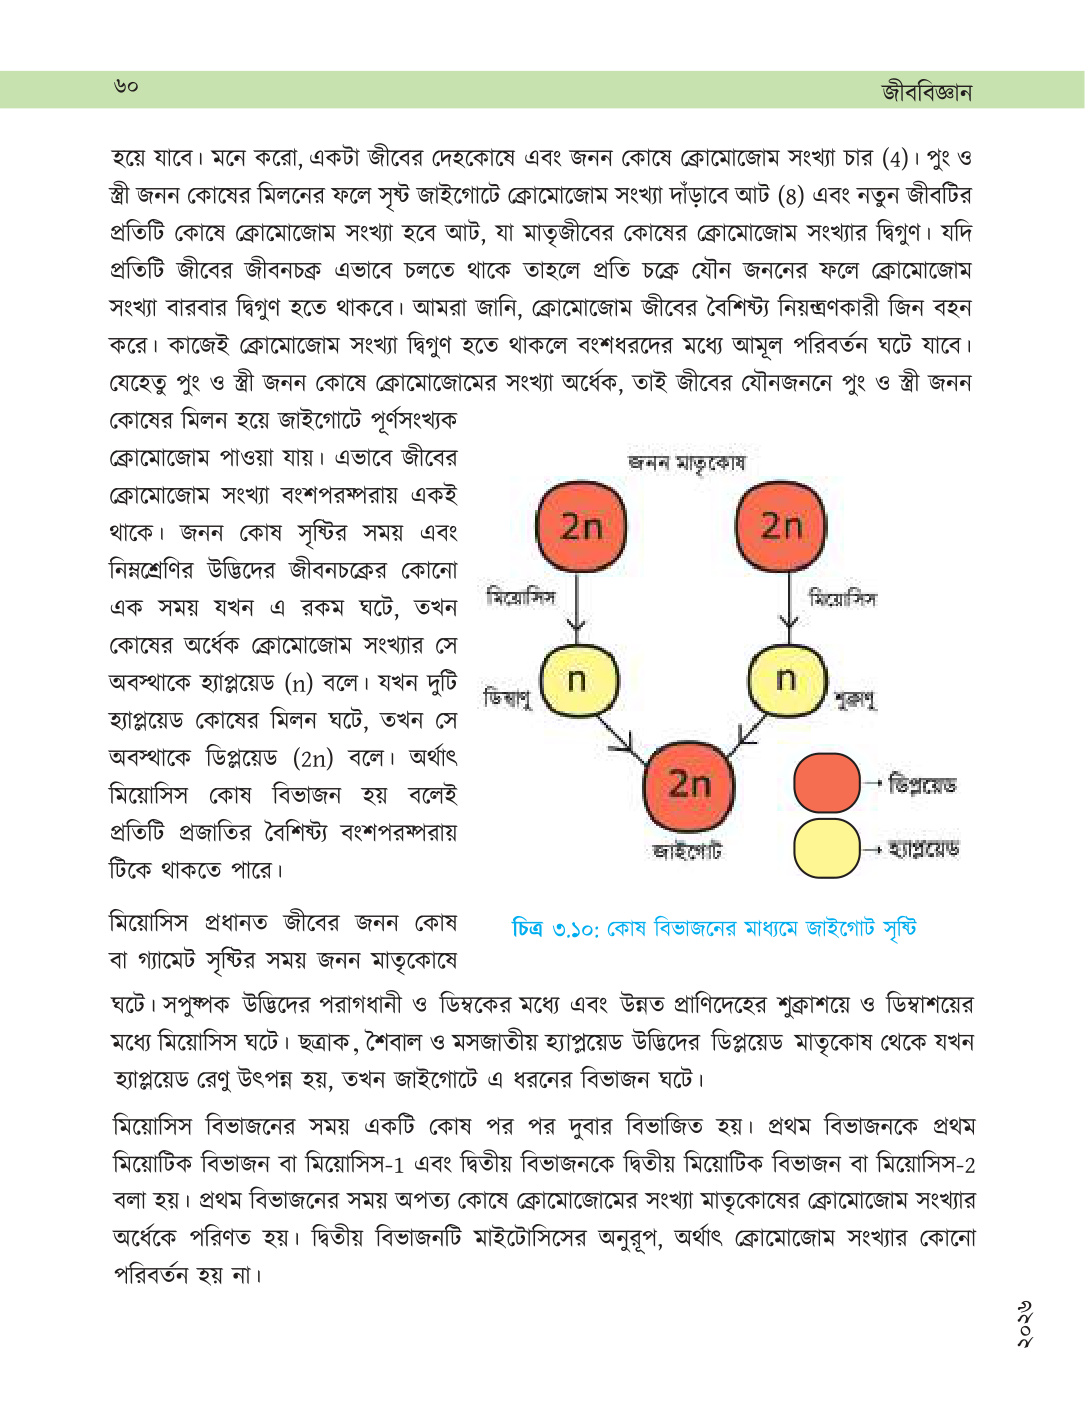 ৬০
জীববিজ্ঞান
হয়ে যাবে। মনে করো, একটা জীবের দেহকোষে এবং জনন কোষে ক্রোমোজোম সংখ্যা চার (4)। পুং ও
স্ত্রী জনন কোষের মিলনের ফলে সৃষ্ট জাইগোটে ক্রোমোজোম সংখ্যা দাঁড়াবে আট (8) এবং নতুন জীবটির
প্রতিটি কোষে ক্রোমোজোম সংখ্যা হবে আট, যা মাতৃজীবের কোষের ক্রোমোজোম সংখ্যার দ্বিগুণ। যদি
প্রতিটি জীবের জীবনচক্র এভাবে চলতে থাকে তাহলে প্রতি চক্রে যৌন জননের ফলে ক্রোমোজোম
সংখ্যা বারবার দ্বিগুণ হতে থাকবে। আমরা জানি, ক্রোমোজোম জীবের বৈশিষ্ট্য নিয়ন্ত্রণকারী জিন বহন
করে। কাজেই ক্রোমোজোম সংখ্যা দ্বিগুণ হতে থাকলে বংশধরদের মধ্যে আমূল পরিবর্তন ঘটে যাবে।
যেহেতু পুং ও স্ত্রী জনন কোষে ক্রোমোজোমের সংখ্যা অর্ধেক, তাই জীবের যৌনজননে পুং ও স্ত্রী জনন
কোষের মিলন হয়ে জাইগোটে পূর্ণসংখ্যক
ক্রোমোজোম পাওয়া যায়। এভাবে জীবের
ক্রোমোজোম সংখ্যা বংশপরম্পরায় একই
থাকে। জনন কোষ সৃষ্টির সময় এবং
নিম্নশ্রেণির উদ্ভিদের জীবনচক্রের কোনো
এক সময় যখন এ রকম ঘটে, তখন
কোষের অর্ধেক ক্রোমোজোম সংখ্যার সে
অবস্থাকে হ্যাপ্লয়েড (n) বলে। যখন দুটি
হ্যাপ্লয়েড কোষের মিলন ঘটে, তখন সে
অবস্থাকে ডিপ্লয়েড (2n) বলে। অর্থাৎ
মিয়োসিস কোষ বিভাজন হয় বলেই
প্রতিটি প্রজাতির বৈশিষ্ট্য বংশপরম্পরায়
টিকে থাকতে পারে।
মিয়োসিস প্রধানত জীবের জনন কোষ
বা গ্যামেট সৃষ্টির সময় জনন মাতৃকোষে
জনন মাতৃকোষ
2n 2n
মিয়োসিস মিয়োসিস
n n
ডিম্বাণু শুক্রাণু
2n
ডিপ্লয়েড
জাইগোট
হ্যাপ্লয়েড
চিত্র ৩.১০: কোষ বিভাজনের মাধ্যমে জাইগোট সৃষ্টি
ঘটে। সপুষ্পক উদ্ভিদের পরাগধানী ও ডিম্বকের মধ্যে এবং উন্নত প্রাণিদেহের শুক্রাশয়ে ও ডিম্বাশয়ের
মধ্যে মিয়োসিস ঘটে। ছত্রাক, শৈবাল ও মসজাতীয় হ্যাপ্লয়েড উদ্ভিদের ডিপ্লয়েড মাতৃকোষ থেকে যখন
হ্যাপ্লয়েড রেণু উৎপন্ন হয়, তখন জাইগোটে এ ধরনের বিভাজন ঘটে।
মিয়োসিস বিভাজনের সময় একটি কোষ পর পর দুবার বিভাজিত হয়। প্রথম বিভাজনকে প্রথম
মিয়োটিক বিভাজন বা মিয়োসিস-1 এবং দ্বিতীয় বিভাজনকে দ্বিতীয় মিয়োটিক বিভাজন বা মিয়োসিস-2
বলা হয়। প্রথম বিভাজনের সময় অপত্য কোষে ক্রোমোজোমের সংখ্যা মাতৃকোষের ক্রোমোজোম সংখ্যার
অর্ধেকে পরিণত হয়। দ্বিতীয় বিভাজনটি মাইটোসিসের অনুরূপ, অর্থাৎ ক্রোমোজোম সংখ্যার কোনো
পরিবর্তন হয় না।
২০২৬